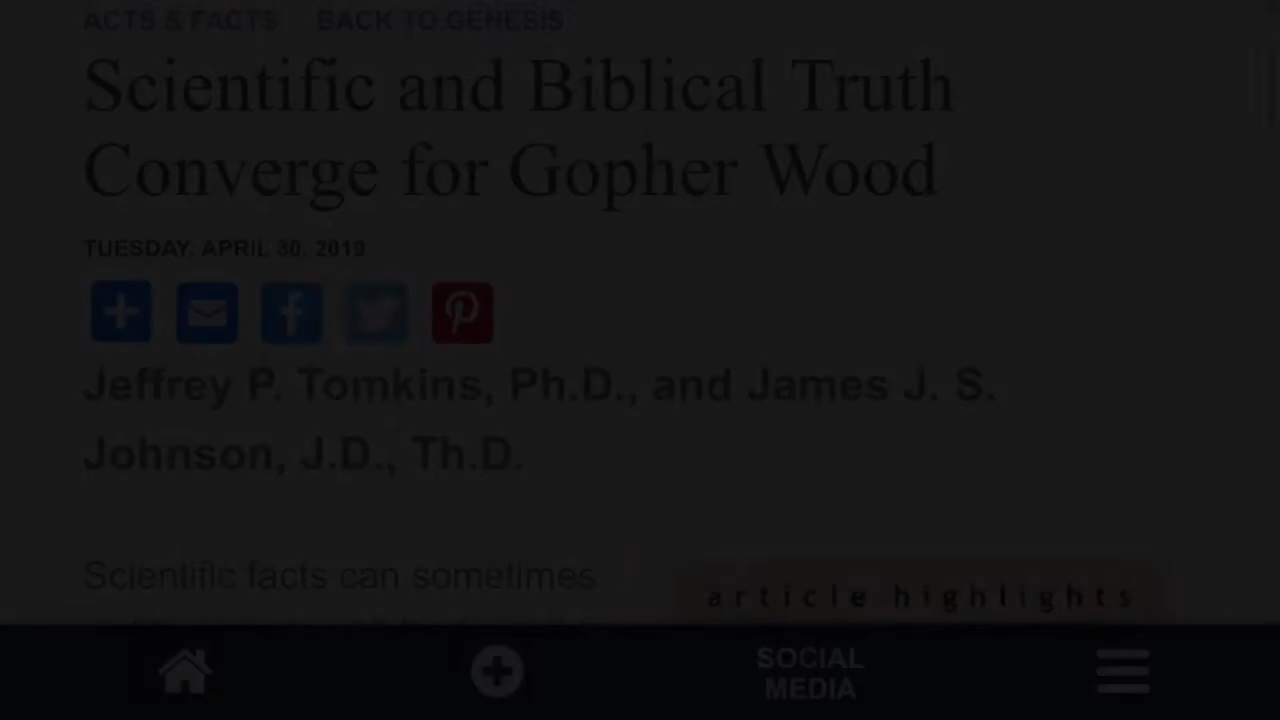 ACTS & FACTS BACK TO GENESIS
Scientific and Biblical Truth
Converge for Gopher Wood
TUESDAY, APRIL 30, 2019
Jeffrey P. Tomkins, Ph.D., and James J. S.
Johnson, J.D., Th.D.
Scientific facts can sometimes
article highlights
SOCIAL
MEDIA